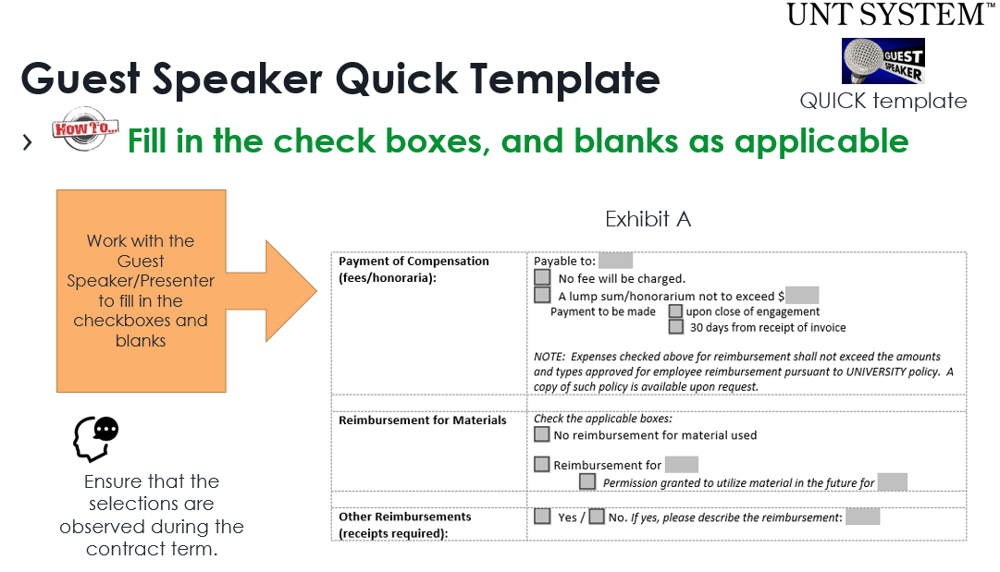 UNT SYSTEM™
GUEST
SPEAKER
QUICK template
Guest Speaker Quick Template
› HOW TO... Fill in the check boxes, and blanks as applicable
Work with the
Guest
Speaker/Presenter
to fill in the
checkboxes and
blanks
Ensure that the
selections are
observed during the
contract term.
Exhibit A
Payment of Compensation
(fees/honoraria):
Payable to:
No fee will be charged.
A lump sum/honorarium not to exceed $
Payment to be made upon close of engagement
30 days from receipt of invoice
NOTE: Expenses checked above for reimbursement shall not exceed the amounts
and types approved for employee reimbursement pursuant to UNIVERSITY policy. A
copy of such policy is available upon request.
Reimbursement for Materials
Check the applicable boxes:
No reimbursement for material used
Reimbursement for
Permission granted to utilize material in the future for
Other Reimbursements
(receipts required):
Yes / No. If yes, please describe the reimbursement: